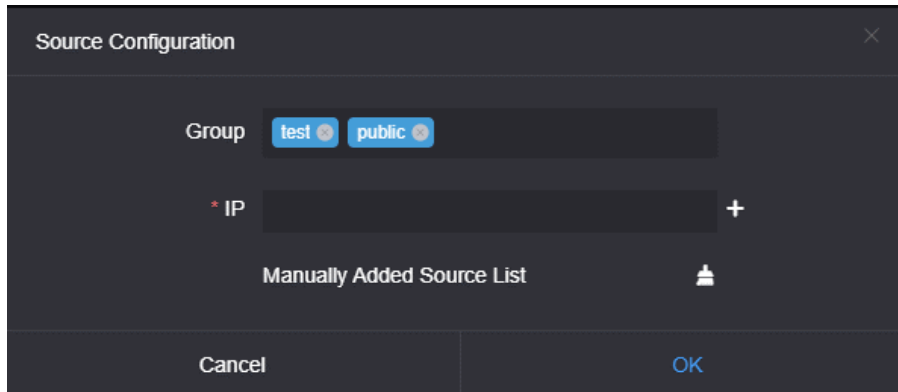 Source Configuration
Group test public
* IP
Manually Added Source List
Cancel OK